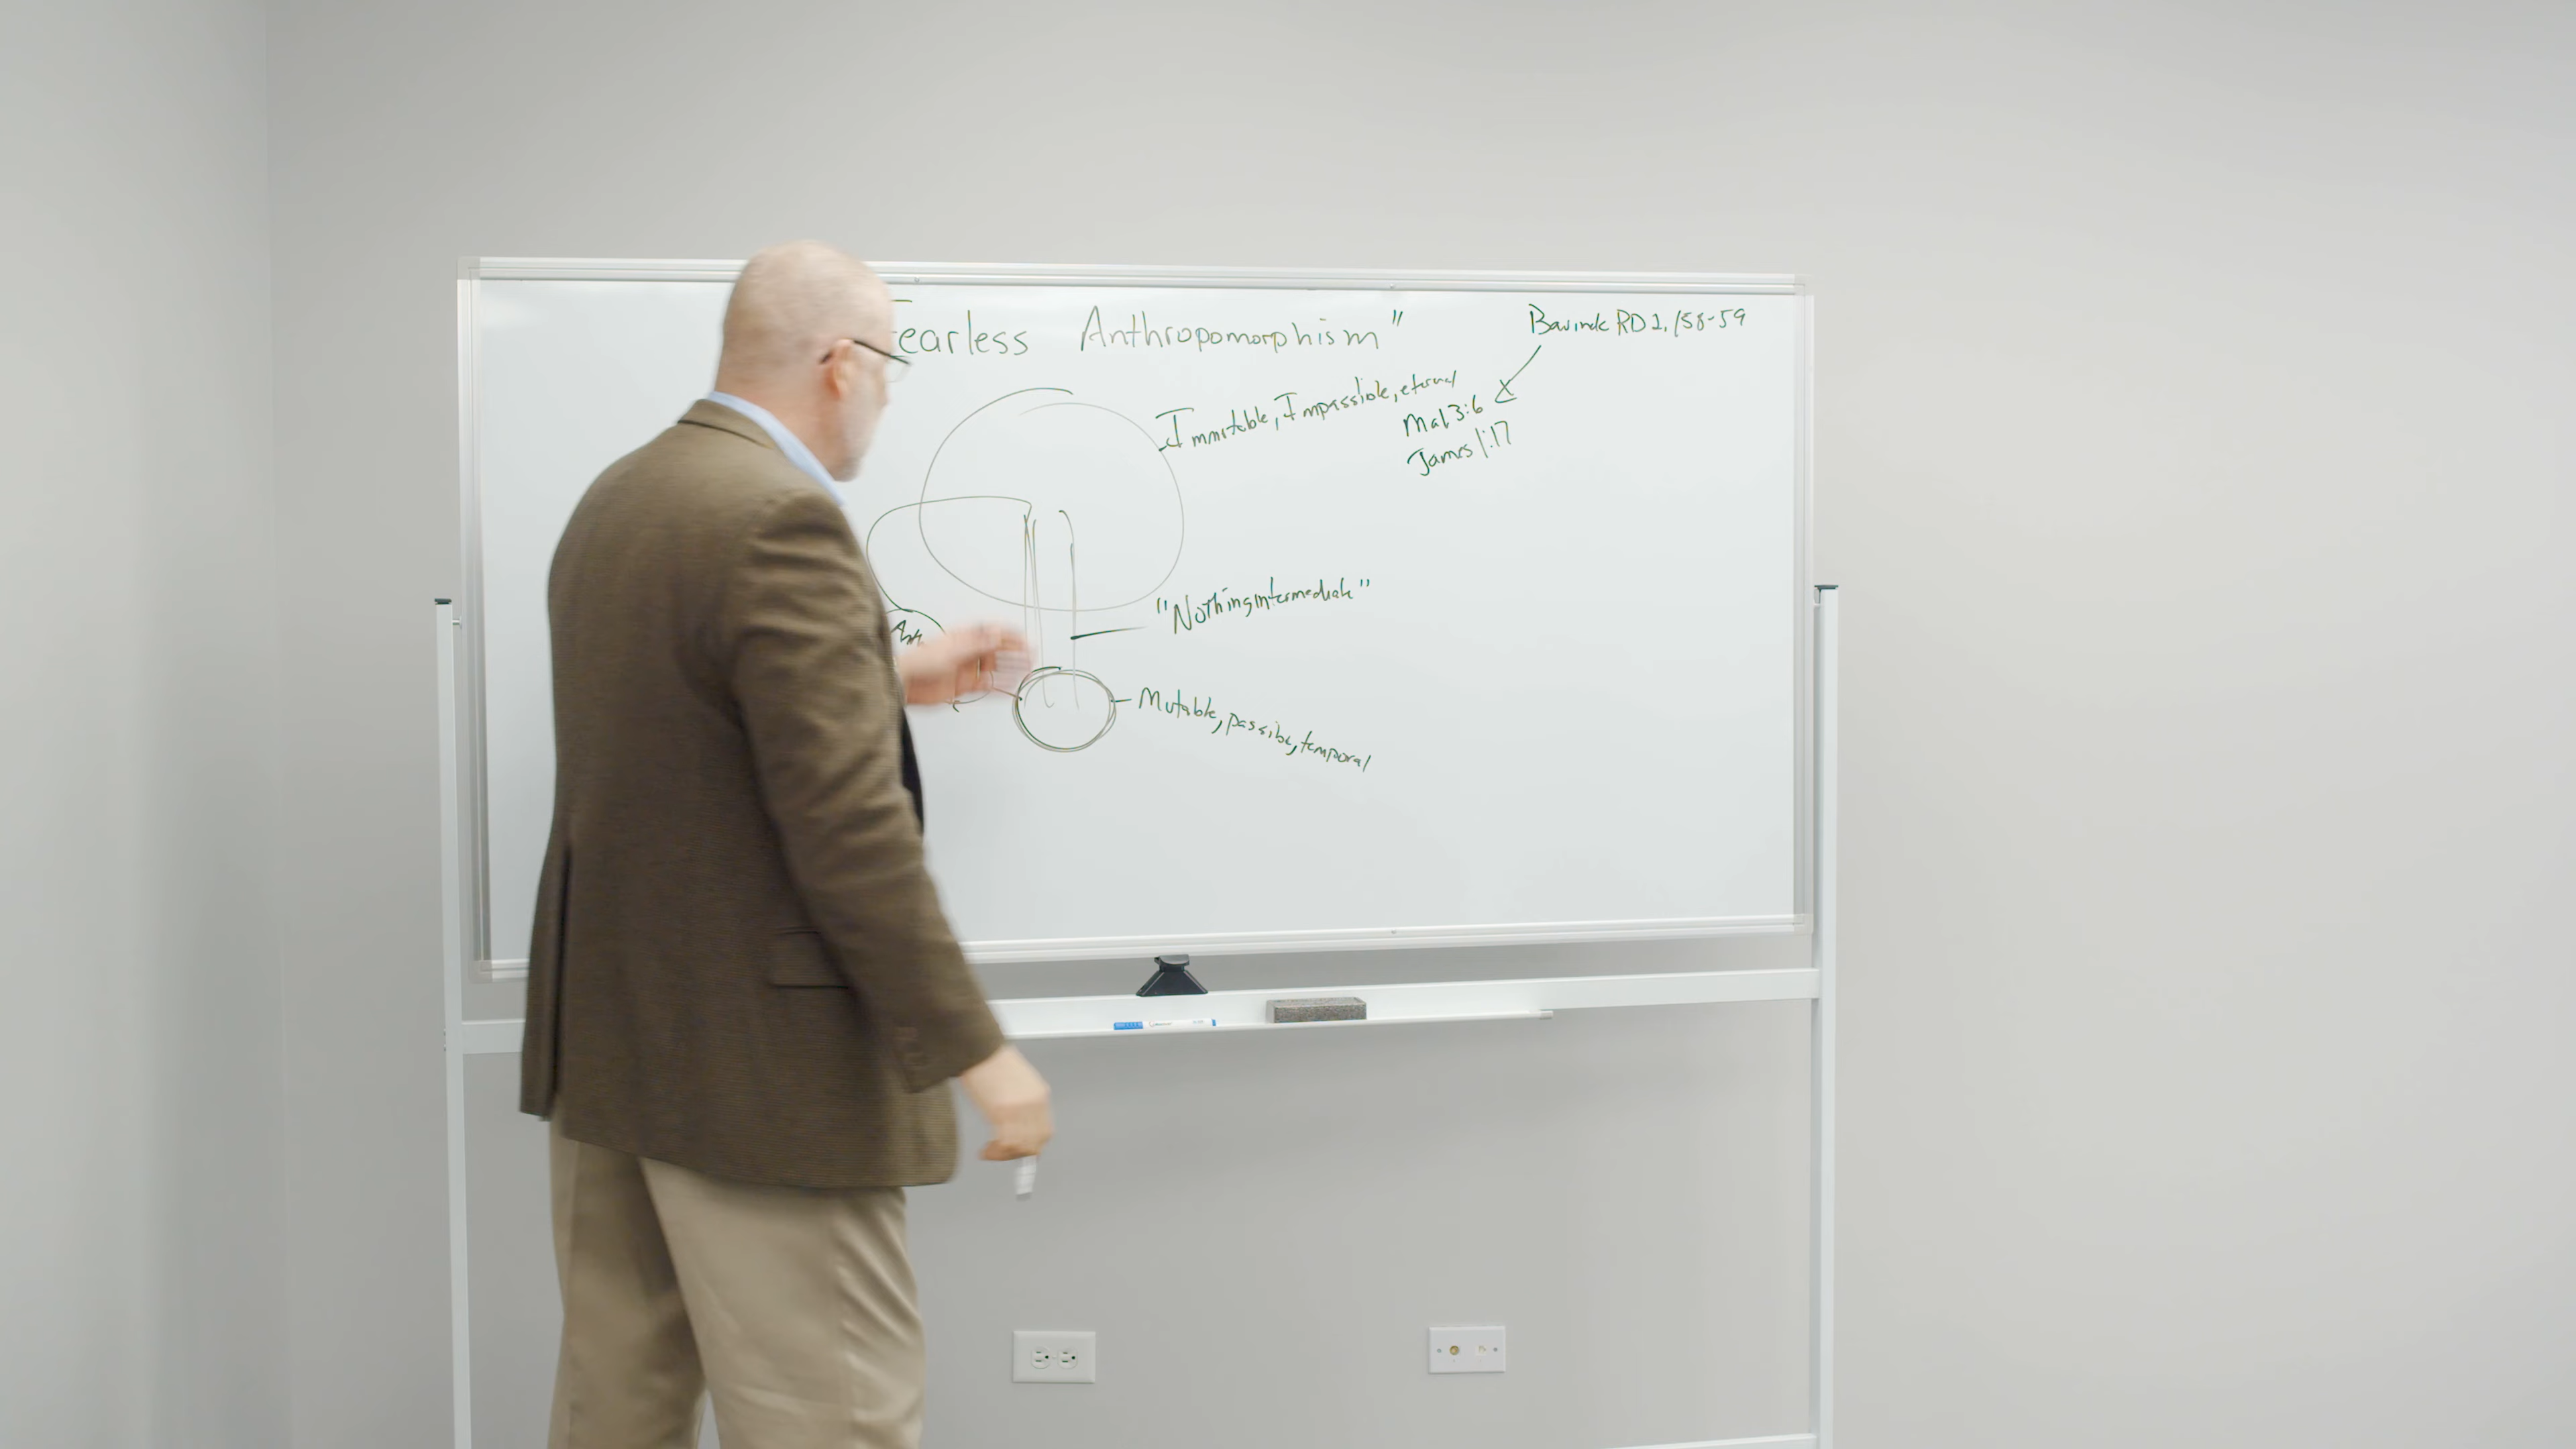 Fearless Anthropomorphism"
Bavinck RD 2, 158-59
Immutable, Impassible, eternal
Mal 3:6
James 1:17
"Nothing intermediate"
Mutable, passible, temporal